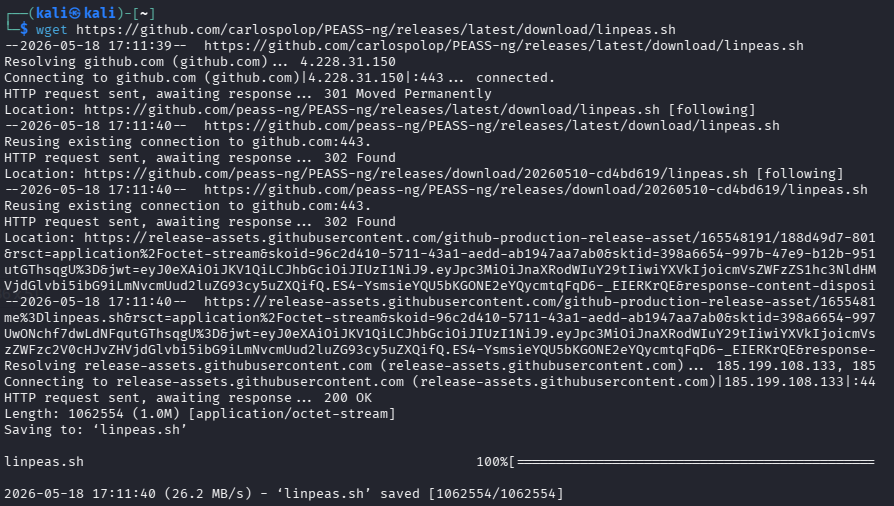 ┌──(kali㉿kali)-[~]
└─$ wget https://github.com/carlospolop/PEASS-ng/releases/latest/download/linpeas.sh
--2026-05-18 17:11:39-- https://github.com/carlospolop/PEASS-ng/releases/latest/download/linpeas.sh
Resolving github.com (github.com)... 4.228.31.150
Connecting to github.com (github.com)|4.228.31.150|:443... connected.
HTTP request sent, awaiting response... 301 Moved Permanently
Location: https://github.com/peass-ng/PEASS-ng/releases/latest/download/linpeas.sh [following]
--2026-05-18 17:11:40-- https://github.com/peass-ng/PEASS-ng/releases/latest/download/linpeas.sh
Reusing existing connection to github.com:443.
HTTP request sent, awaiting response... 302 Found
Location: https://github.com/peass-ng/PEASS-ng/releases/download/20260510-cd4bd619/linpeas.sh [following]
--2026-05-18 17:11:40-- https://github.com/peass-ng/PEASS-ng/releases/download/20260510-cd4bd619/linpeas.sh
Reusing existing connection to github.com:443.
HTTP request sent, awaiting response... 302 Found
Location: https://release-assets.githubusercontent.com/github-production-release-asset/165548191/188d49d7-801
&rsct=application%2Foctet-stream&skoid=96c2d410-5711-43a1-aedd-ab1947aa7ab0&sktid=398a6654-997b-47e9-b12b-951
utGThsqgU%3D&jwt=eyJ0eXAiOiJKV1QiLCJhbGciOiJIUzI1NiJ9.eyJpc3MiOiJnaXRodWIuY29tIiwiYXVkIjoicmVsZWFzZS1hc3NldHM
VjdGlvbi5ibG9iLmNvcmUud2luZG93cy5uZXQifQ.ES4-YsmsieYQU5bKGONE2eYQycmtqFqD6-_EIERKrQE&response-content-disposi
--2026-05-18 17:11:40-- https://release-assets.githubusercontent.com/github-production-release-asset/1655481
me%3Dlinpeas.sh&rsct=application%2Foctet-stream&skoid=96c2d410-5711-43a1-aedd-ab1947aa7ab0&sktid=398a6654-997
UwONchf7dwLdNFqutGThsqgU%3D&jwt=eyJ0eXAiOiJKV1QiLCJhbGciOiJIUzI1NiJ9.eyJpc3MiOiJnaXRodWIuY29tIiwiYXVkIjoicmVs
zZWFzc2V0cHJvZHVjdGlvbi5ibG9iLmNvcmUud2luZG93cy5uZXQifQ.ES4-YsmsieYQU5bKGONE2eYQycmtqFqD6-_EIERKrQE&response-
Resolving release-assets.githubusercontent.com (release-assets.githubusercontent.com)... 185.199.108.133, 185
Connecting to release-assets.githubusercontent.com (release-assets.githubusercontent.com)|185.199.108.133|:44
HTTP request sent, awaiting response... 200 OK
Length: 1062554 (1.0M) [application/octet-stream]
Saving to: ‘linpeas.sh’
linpeas.sh 100%[===========================================
2026-05-18 17:11:40 (26.2 MB/s) - ‘linpeas.sh’ saved [1062554/1062554]